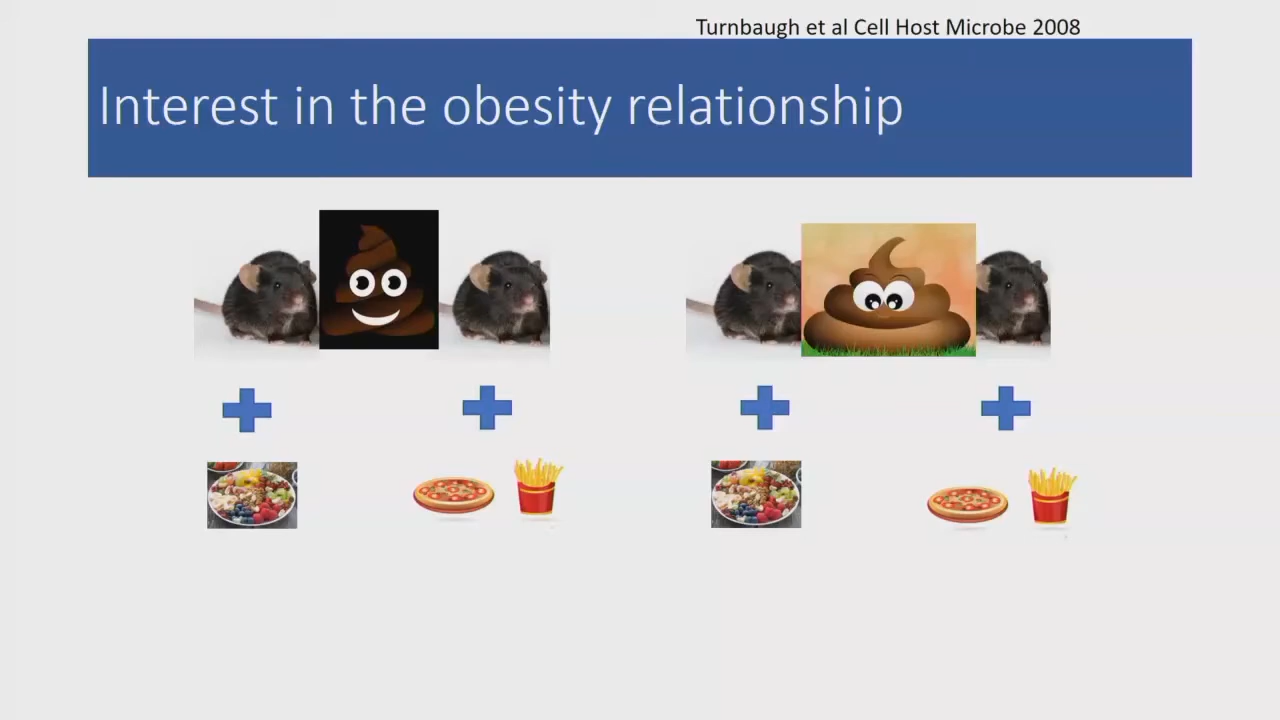 Turnbaugh et al Cell Host Microbe 2008
Interest in the obesity relationship